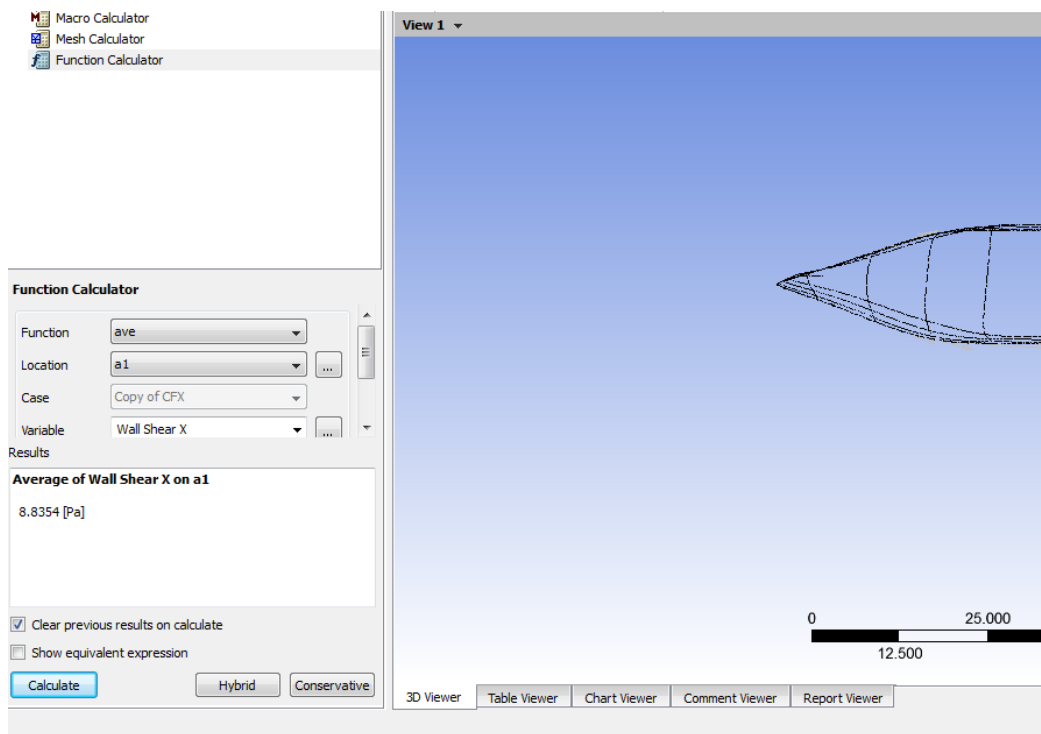 Macro Calculator
Mesh Calculator
Function Calculator
Function Calculator
Function ave
Location a1 ...
Case Copy of CFX
Variable Wall Shear X ...
Results
Average of Wall Shear X on a1
8.8354 [Pa]
Clear previous results on calculate
Show equivalent expression
Calculate Hybrid Conservative
View 1
0 25.000
12.500
3D Viewer Table Viewer Chart Viewer Comment Viewer Report Viewer